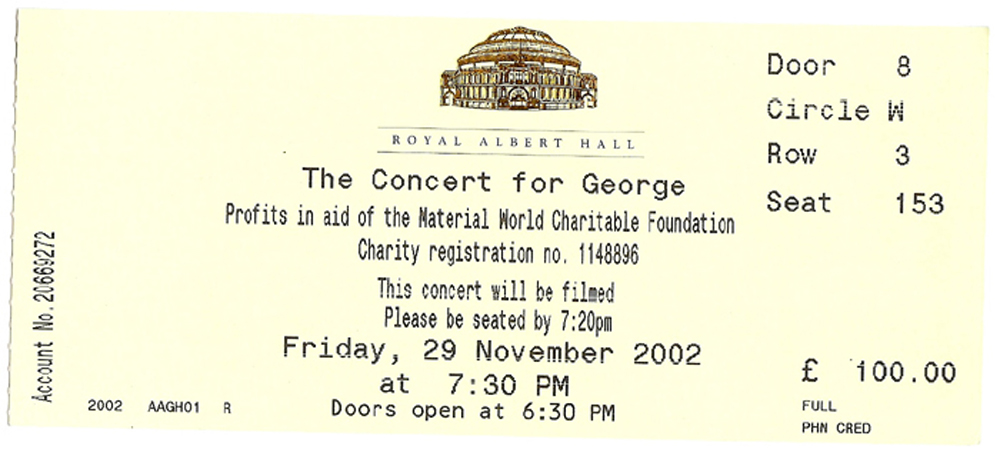 ROYAL ALBERT HALL
The Concert for George
Profits in aid of the Material World Charitable Foundation
Charity registration no. 1148896
This concert will be filmed
Please be seated by 7:20pm
Friday, 29 November 2002
at 7:30 PM
Doors open at 6:30 PM
Door 8
Circle W
Row 3
Seat 153
£ 100.00
FULL
PHN CRED
Account No. 20669272
2002 AAGH01 R